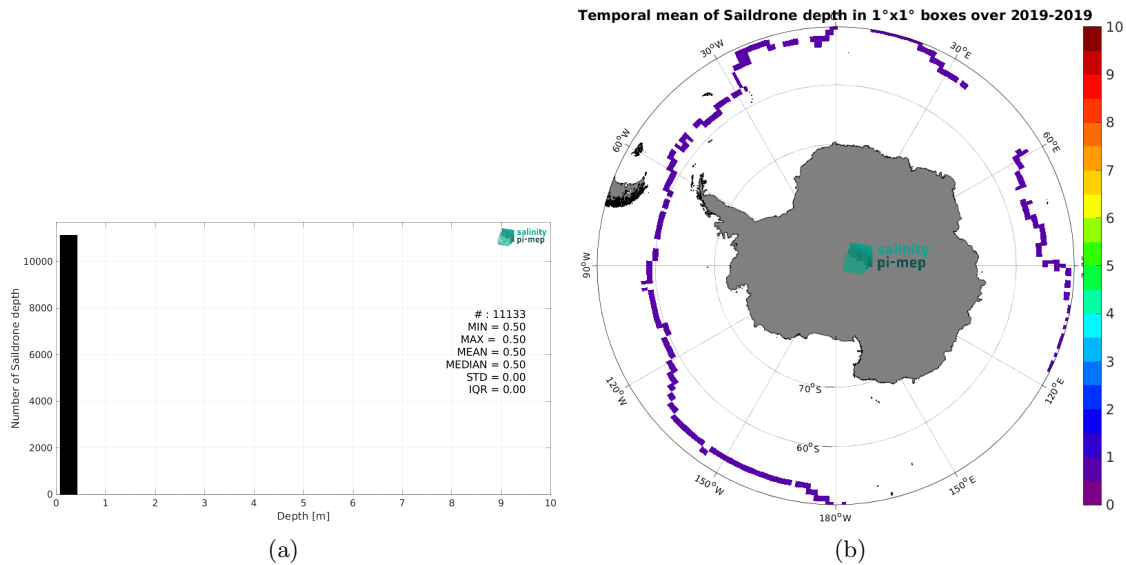 salinity
pi-mep
Number of Saildrone depth
10000
8000
6000
4000
2000
0
# : 11133
MIN = 0.50
MAX = 0.50
MEAN = 0.50
MEDIAN = 0.50
STD = 0.00
IQR = 0.00
0 1 2 3 4 5 6 7 8 9 10
Depth [m]
(a)
Temporal mean of Saildrone depth in 1°x1° boxes over 2019-2019
30°W
30°E
60°W
60°E
90°W
salinity
pi-mep
120°W
120°E
70°S
60°S
150°W
150°E
180°W
10
9
8
7
6
5
4
3
2
1
0
(b)